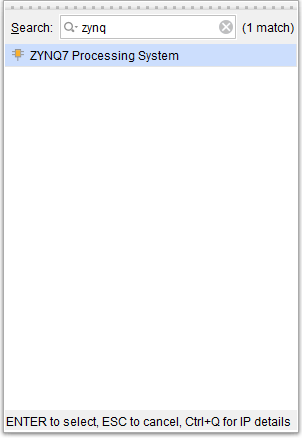 Search: zynq (1 match)
ZYNQ7 Processing System
ENTER to select, ESC to cancel, Ctrl+Q for IP details